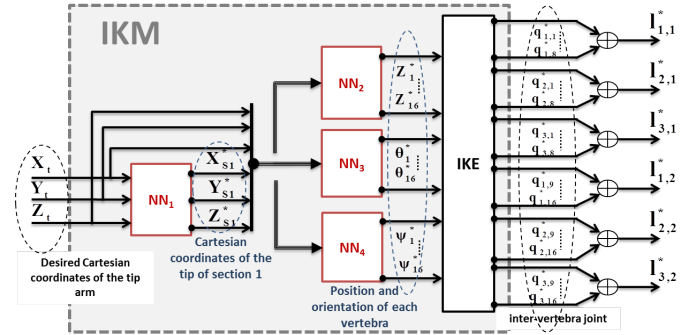 IKM
X t
Y t
Z t
Desired Cartesian
coordinates of the tip
arm
NN1
X*S1
Y*S1
Z*S1
Cartesian
coordinates of the
tip of section 1
NN2
NN3
NN4
Z*1
Z*16
θ*1
θ*16
Ψ*1
Ψ*16
Position and
orientation of each
vertebra
IKE
q*1,1
q*1,8
q*2,1
q*2,8
q*3,1
q*3,8
q*1,9
q*1,16
q*2,9
q*2,16
q*3,9
q*3,16
inter-vertebra joint
l*1,1
l*2,1
l*3,1
l*1,2
l*2,2
l*3,2